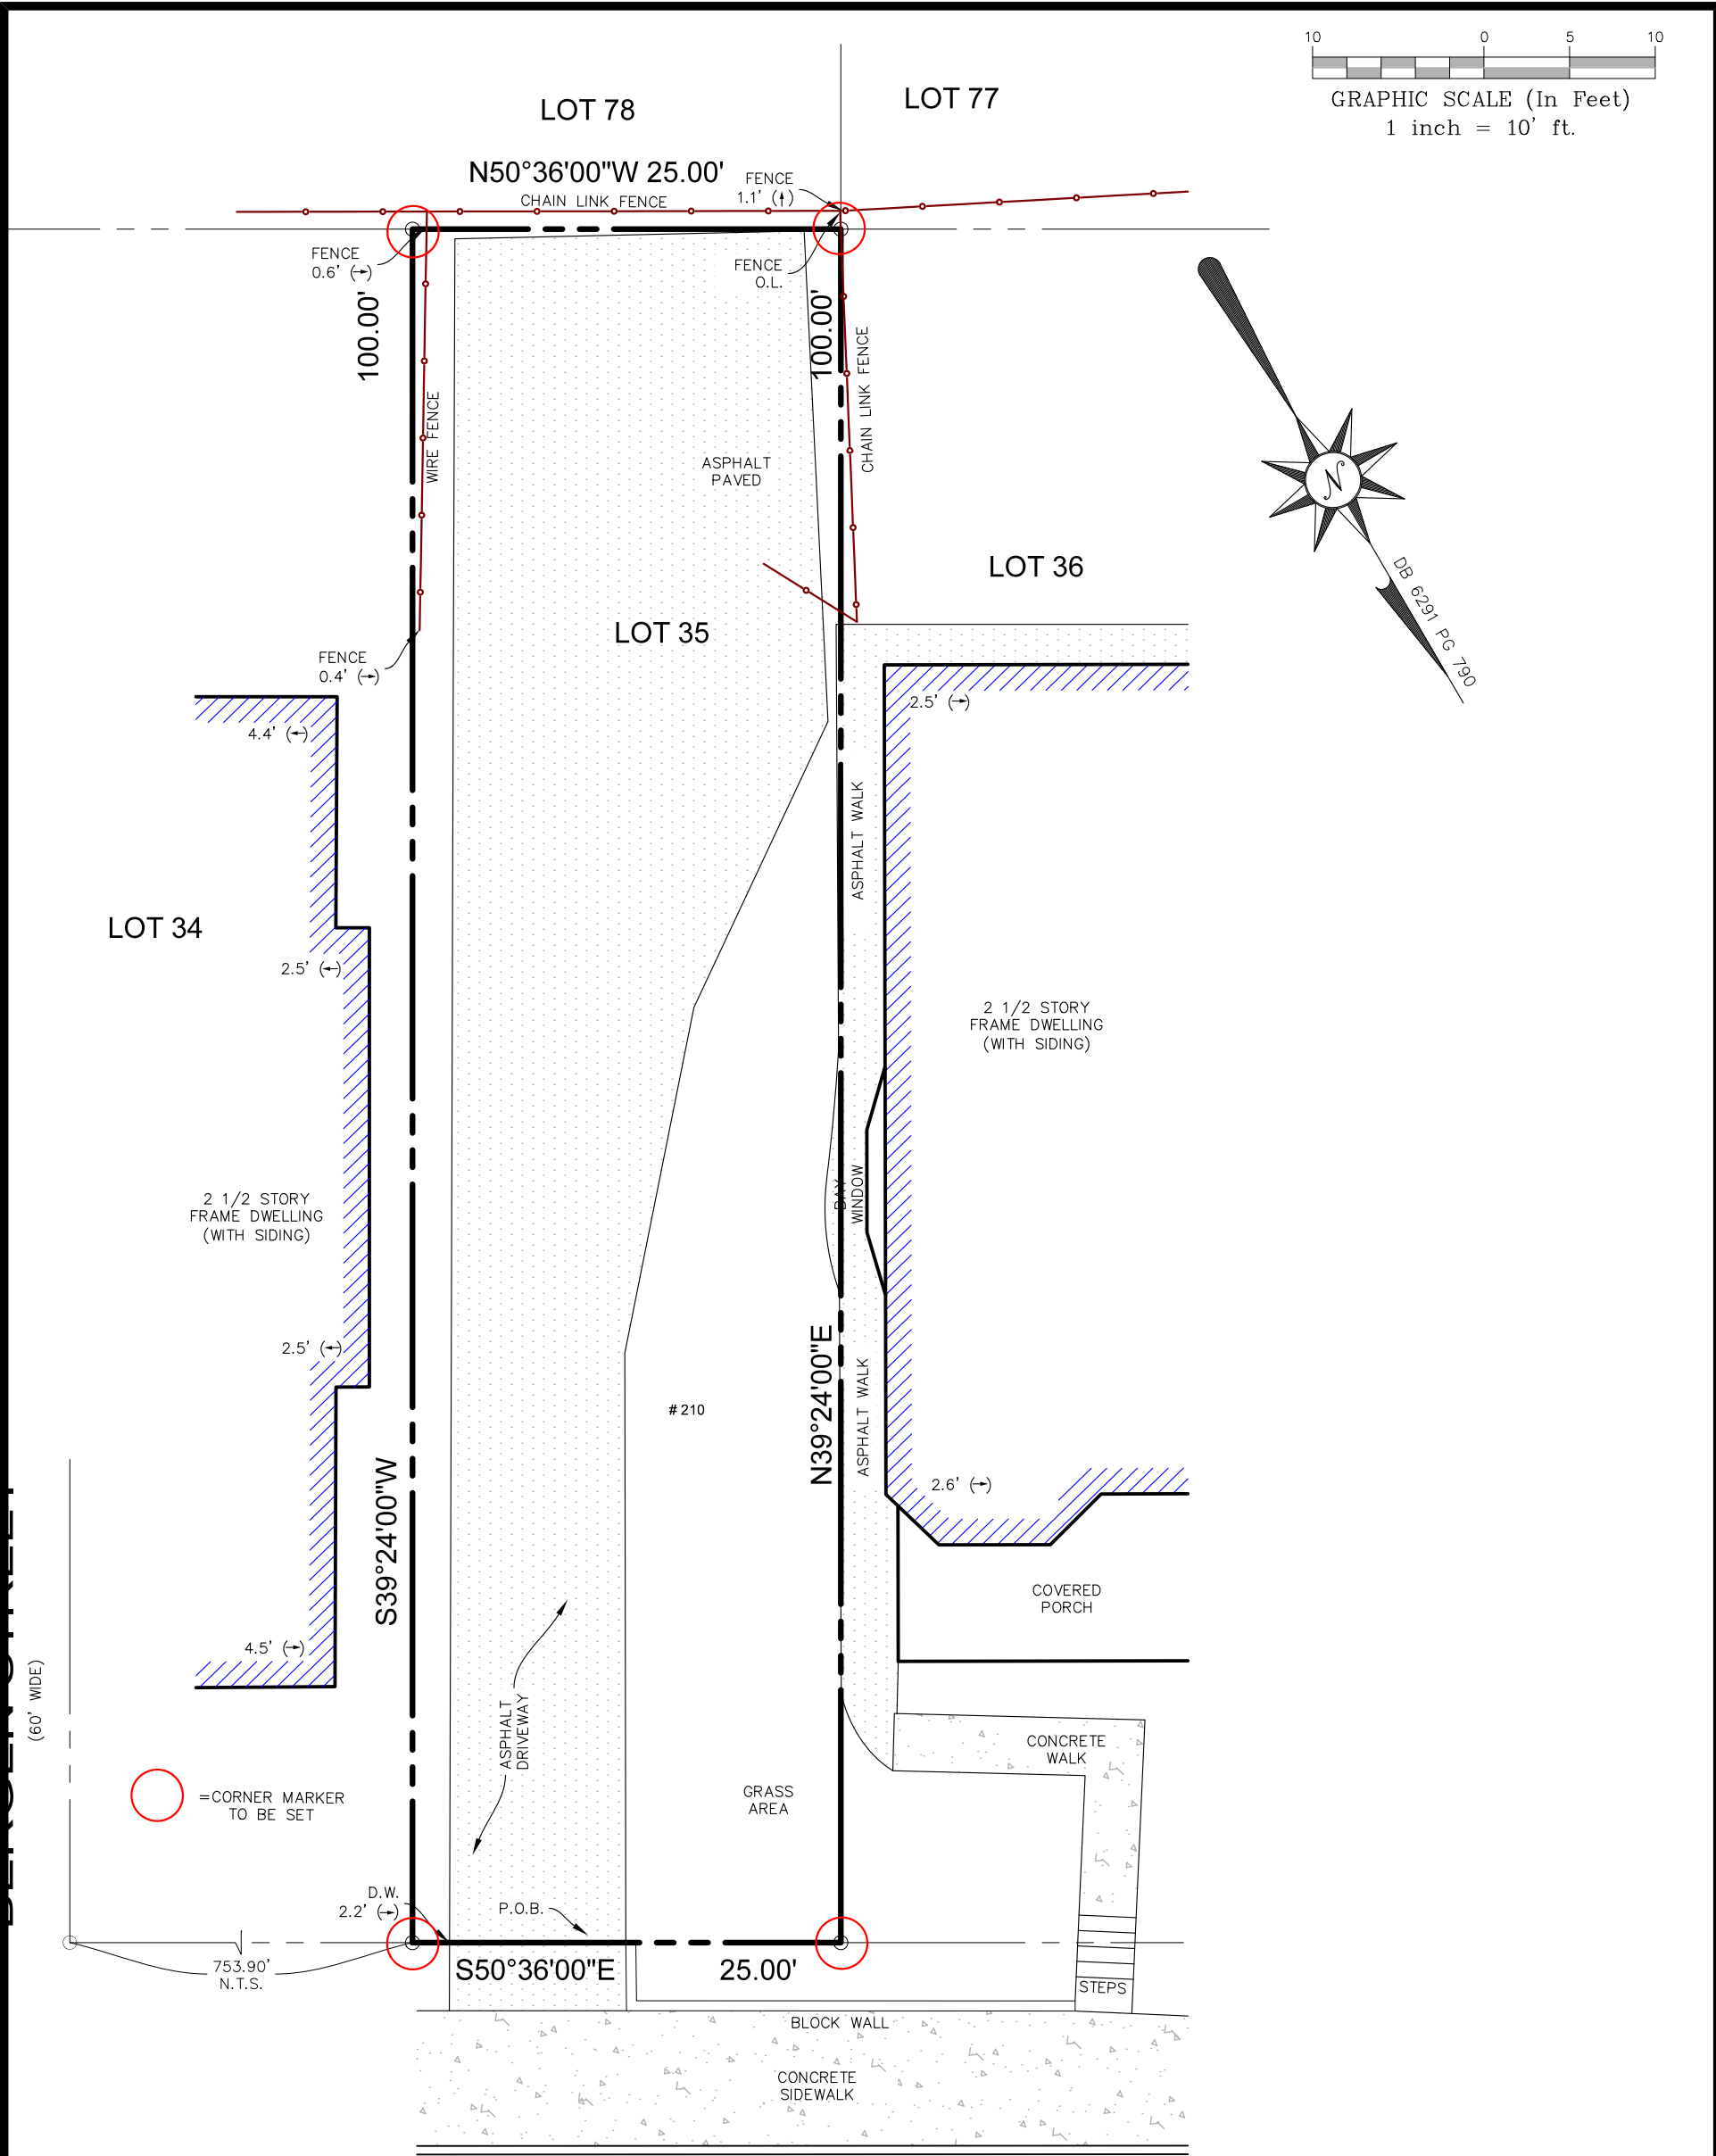 10 0 5 10
GRAPHIC SCALE (In Feet)
1 inch = 10' ft.
LOT 78
LOT 77
N50°36'00"W 25.00'
CHAIN LINK FENCE
FENCE
1.1' (↑)
FENCE
0.6' (→)
FENCE
O.L.
100.00'
100.00'
WIRE FENCE
CHAIN LINK FENCE
ASPHALT
PAVED
N
DB 6291 PG 790
LOT 36
LOT 35
FENCE
0.4' (→)
4.4' (←)
2.5' (→)
ASPHALT WALK
LOT 34
2.5' (←)
2 1/2 STORY
FRAME DWELLING
(WITH SIDING)
2 1/2 STORY
FRAME DWELLING
(WITH SIDING)
BAY
WINDOW
2.5' (←)
#210
N39°24'00"E
ASPHALT WALK
S39°24'00"W
2.6' (→)
COVERED
PORCH
4.5' (→)
(60' WIDE)
ASPHALT
DRIVEWAY
CONCRETE
WALK
=CORNER MARKER
TO BE SET
GRASS
AREA
D.W.
2.2' (→)
P.O.B.
753.90'
N.T.S.
S50°36'00"E 25.00'
STEPS
BLOCK WALL
CONCRETE
SIDEWALK